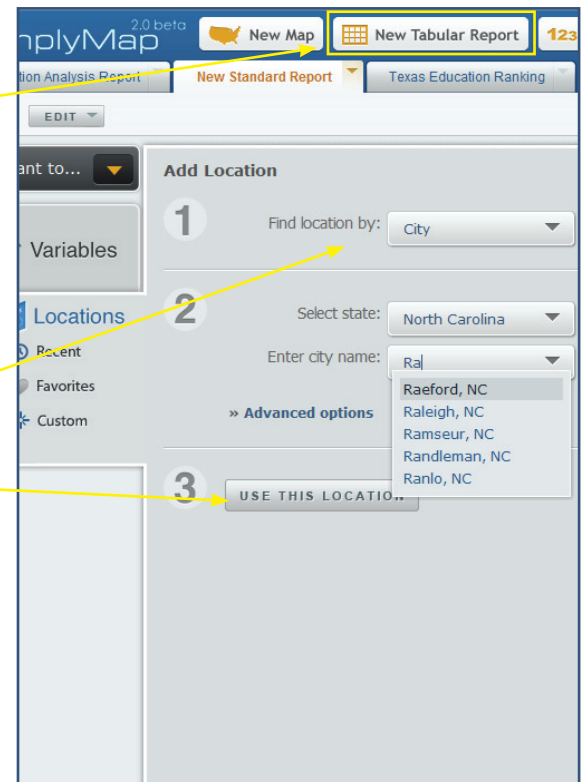 nplyMap 2.0 beta New Map New Tabular Report 123
tion Analysis Report New Standard Report Texas Education Ranking
EDIT
ant to...
Add Location
1 Find location by: City
Variables
2 Select state: North Carolina
Locations
Enter city name: Ra
Recent
Raeford, NC
Favorites
» Advanced options
Raleigh, NC
Custom
Ramseur, NC
Randleman, NC
Ranlo, NC
3 USE THIS LOCATION